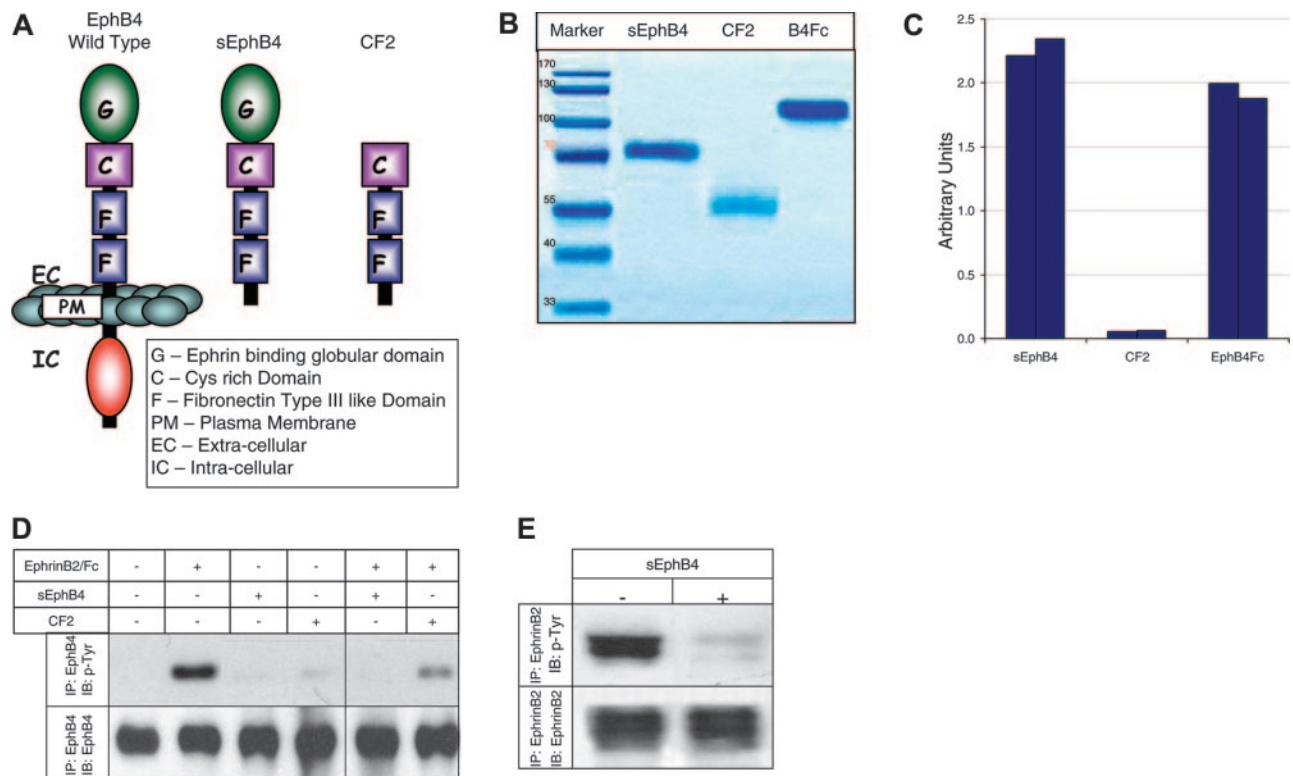 A
EphB4
Wild Type
sEphB4
CF2
G
G
C
C
C
F
F
F
F
F
F
EC
PM
IC
G – Ephrin binding globular domain
C – Cys rich Domain
F – Fibronectin Type III like Domain
PM – Plasma Membrane
EC – Extra-cellular
IC – Intra-cellular
B
Marker sEphB4 CF2 B4Fc
170
130
100
55
40
33
C
Arbitrary Units
2.5
2.0
1.5
1.0
0.5
0.0
sEphB4 CF2 EphB4Fc
D
EphrinB2/Fc - + - - + +
sEphB4 - - + - + -
CF2 - - - + - +
IP: EphB4
IB: p-Tyr
IP: EphB4
IB: EphB4
E
sEphB4
- +
IP: EphrinB2
IB: p-Tyr
IP: EphrinB2
IB: EphrinB2